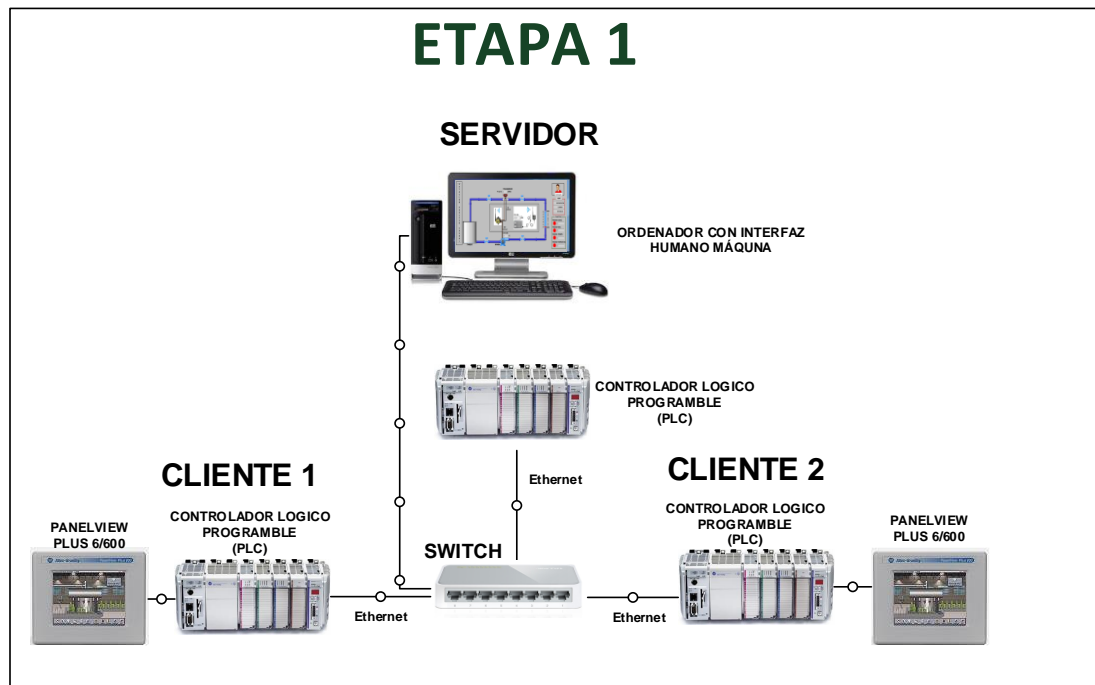 ETAPA 1
SERVIDOR
ORDENADOR CON INTERFAZ
HUMANO MÁQUNA
CONTROLADOR LOGICO
PROGRAMBLE
(PLC)
Ethernet
CLIENTE 1
CLIENTE 2
CONTROLADOR LOGICO
PROGRAMBLE
(PLC)
CONTROLADOR LOGICO
PROGRAMBLE
(PLC)
PANELVIEW
PLUS 6/600
PANELVIEW
PLUS 6/600
SWITCH
Ethernet
Ethernet